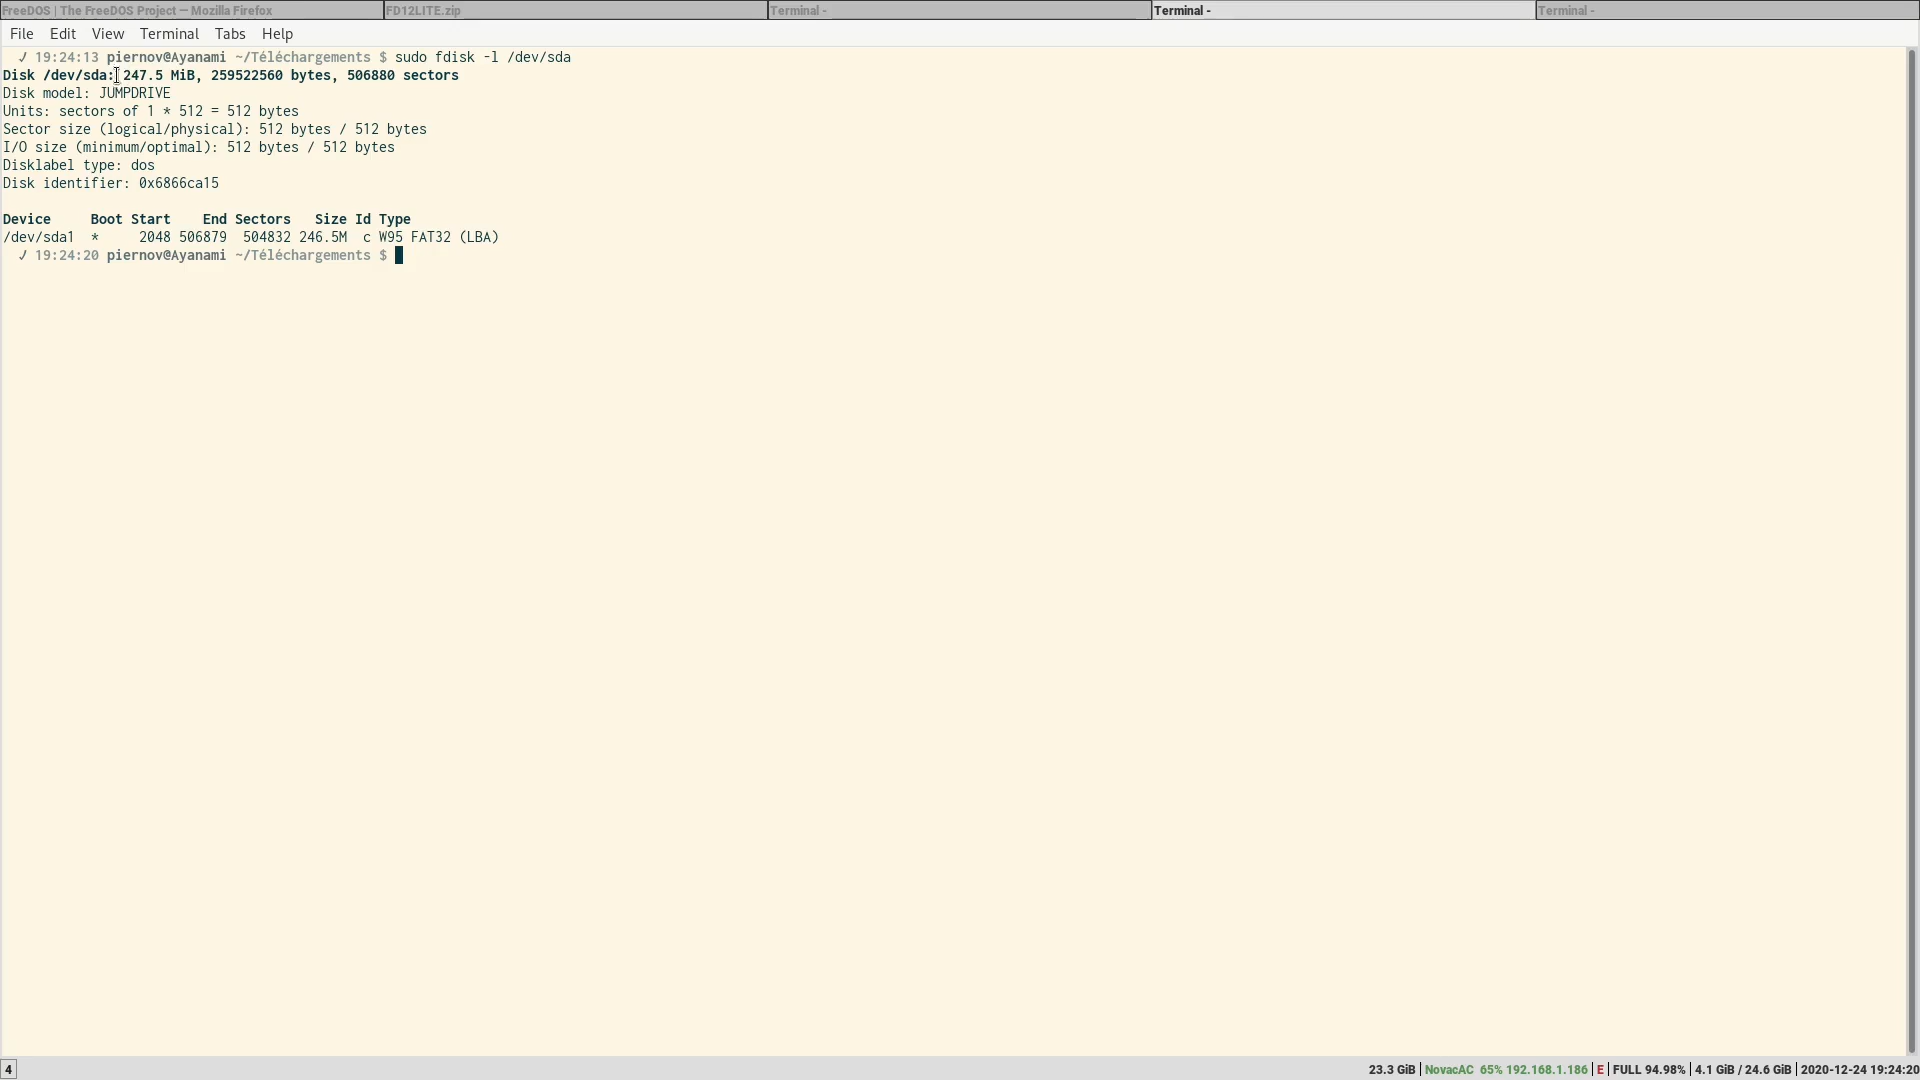 FreeDOS | The FreeDOS Project — Mozilla Firefox FD12LITE.zip Terminal - Terminal - Terminal -
File Edit View Terminal Tabs Help
✓ 19:24:13 piernov@Ayanami ~/Téléchargements $ sudo fdisk -l /dev/sda
Disk /dev/sda: 247.5 MiB, 259522560 bytes, 506880 sectors
Disk model: JUMPDRIVE
Units: sectors of 1 * 512 = 512 bytes
Sector size (logical/physical): 512 bytes / 512 bytes
I/O size (minimum/optimal): 512 bytes / 512 bytes
Disklabel type: dos
Disk identifier: 0x6866ca15
Device     Boot Start    End Sectors   Size Id Type
/dev/sda1  *     2048 506879  504832 246.5M  c W95 FAT32 (LBA)
✓ 19:24:20 piernov@Ayanami ~/Téléchargements $
4 23.3 GiB | NovacAC 65% 192.168.1.186 | E | FULL 94.98% | 4.1 GiB / 24.6 GiB | 2020-12-24 19:24:20